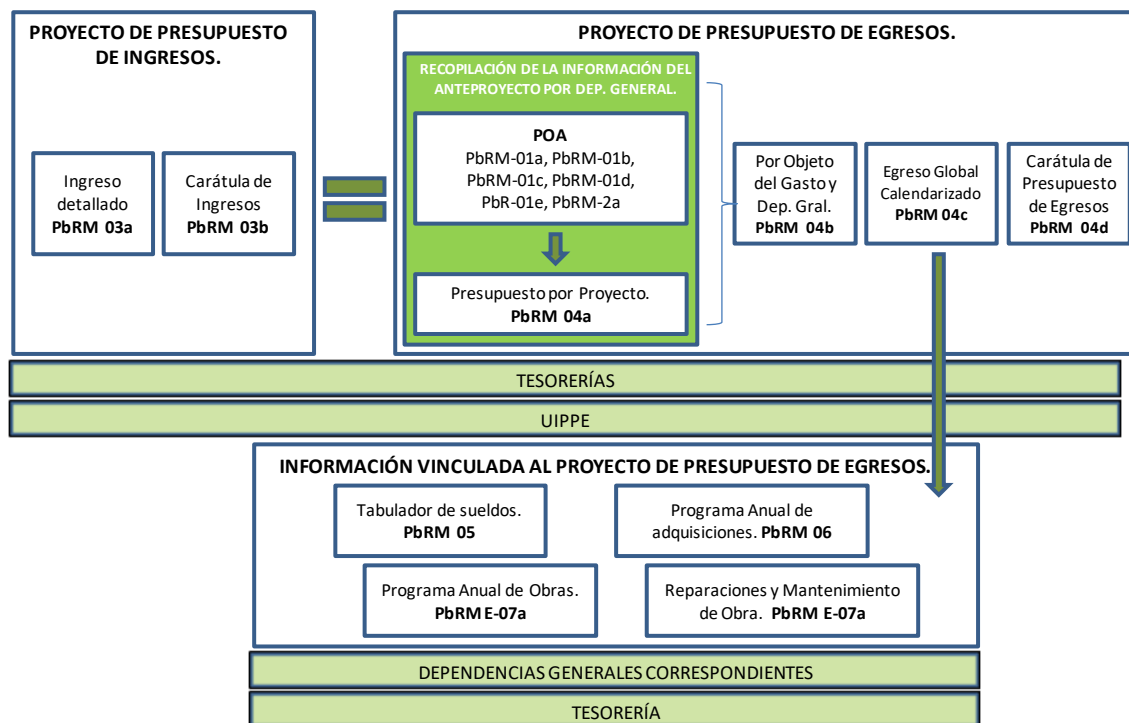 PROYECTO DE PRESUPUESTO
DE INGRESOS.
Ingreso
detallado
PbRM 03a
Carátula de
Ingresos
PbRM 03b
PROYECTO DE PRESUPUESTO DE EGRESOS.
RECOPILACIÓN DE LA INFORMACIÓN DEL
ANTEPROYECTO POR DEP. GENERAL.
POA
PbRM-01a, PbRM-01b,
PbRM-01c, PbRM-01d,
PbR-01e, PbRM-2a
Presupuesto por Proyecto.
PbRM 04a
Por Objeto
del Gasto y
Dep. Gral.
PbRM 04b
Egreso Global
Calendarizado
PbRM 04c
Carátula de
Presupuesto
de Egresos
PbRM 04d
TESORERÍAS
UIPPE
INFORMACIÓN VINCULADA AL PROYECTO DE PRESUPUESTO DE EGRESOS.
Tabulador de sueldos.
PbRM 05
Programa Anual de
adquisiciones. PbRM 06
Programa Anual de Obras.
PbRM E-07a
Reparaciones y Mantenimiento
de Obra. PbRM E-07a
DEPENDENCIAS GENERALES CORRESPONDIENTES
TESORERÍA